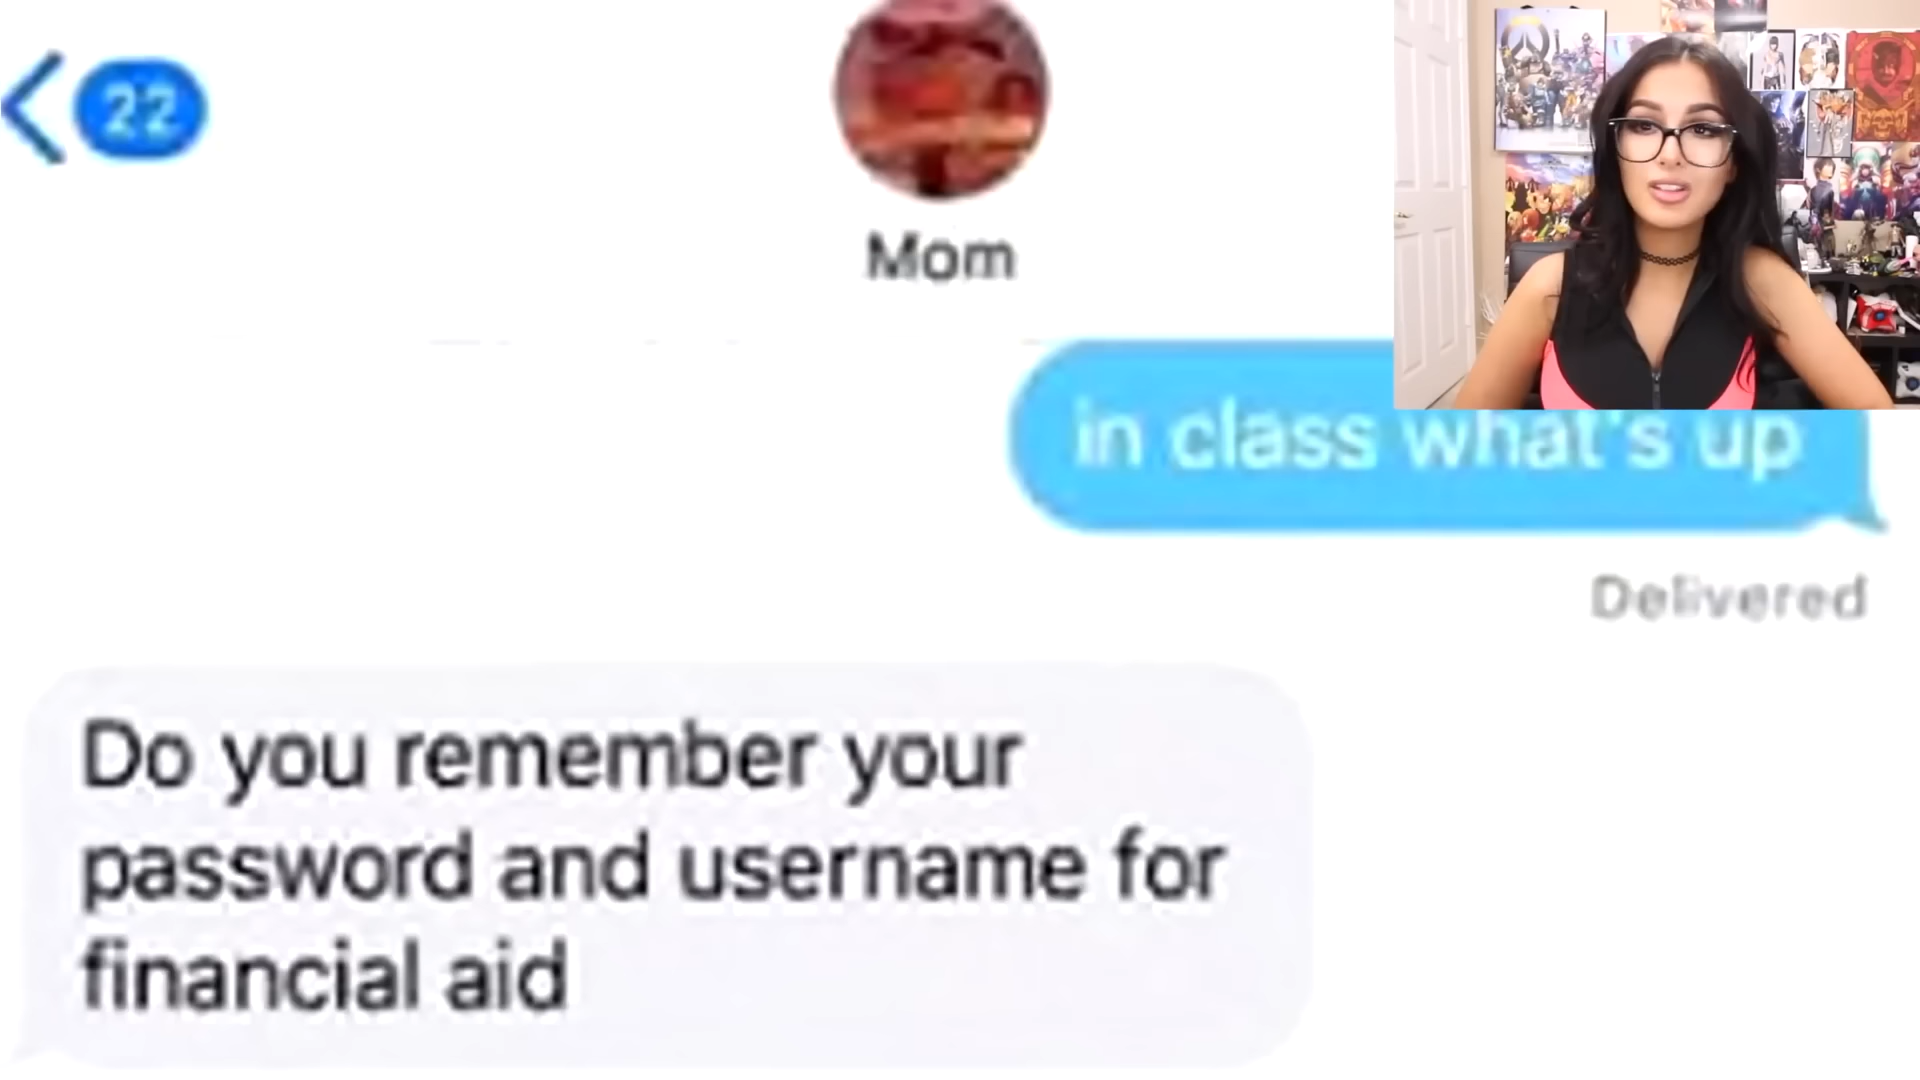 22
Mom
in class what's up
Delivered
Do you remember your
password and username for
financial aid